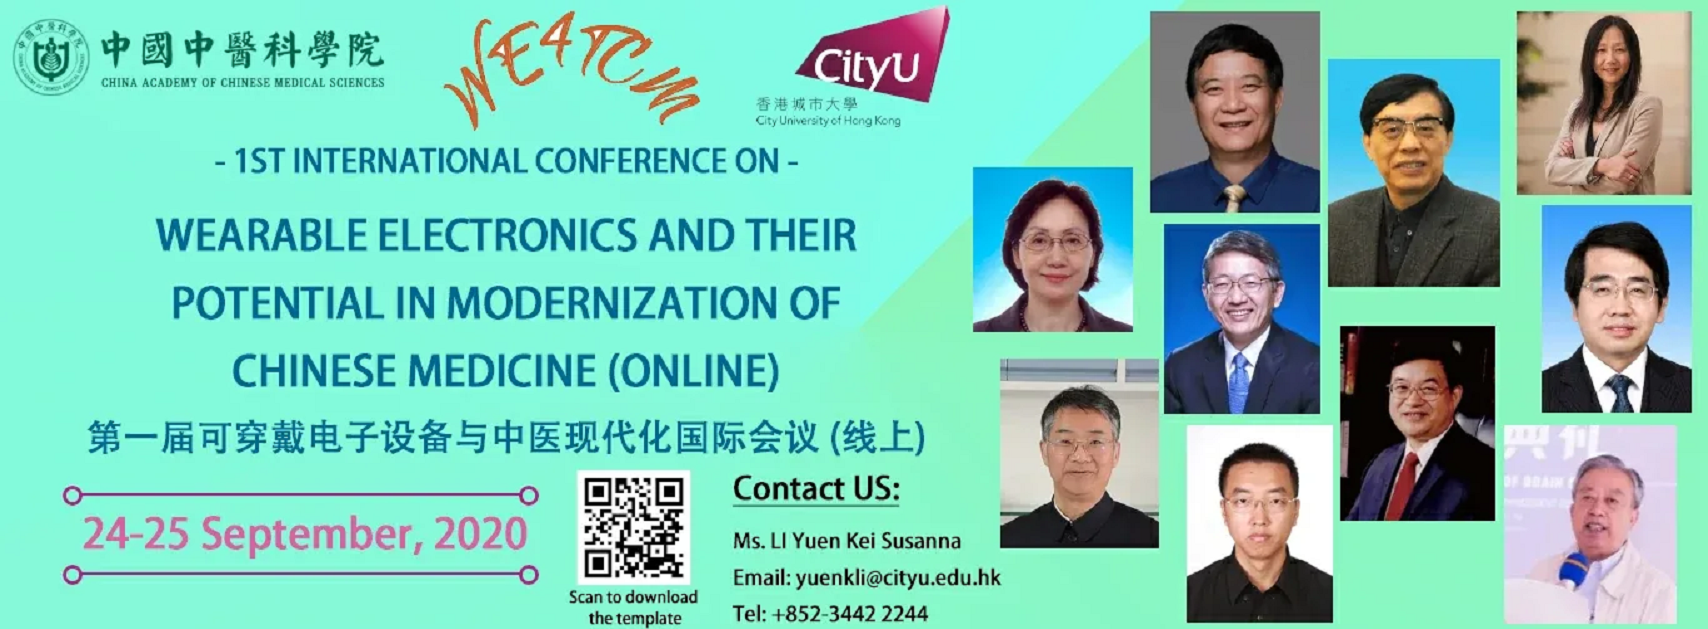 中國中醫科學院
CHINA ACADEMY OF CHINESE MEDICAL SCIENCES
WE4TCM
CityU
香港城市大學
City University of Hong Kong
- 1ST INTERNATIONAL CONFERENCE ON -
WEARABLE ELECTRONICS AND THEIR
POTENTIAL IN MODERNIZATION OF
CHINESE MEDICINE (ONLINE)
第一届可穿戴电子设备与中医现代化国际会议 (线上)
24-25 September, 2020
Scan to download
the template
Contact US:
Ms. LI Yuen Kei Susanna
Email: yuenkli@cityu.edu.hk
Tel: +852-3442 2244
OF BRAIN